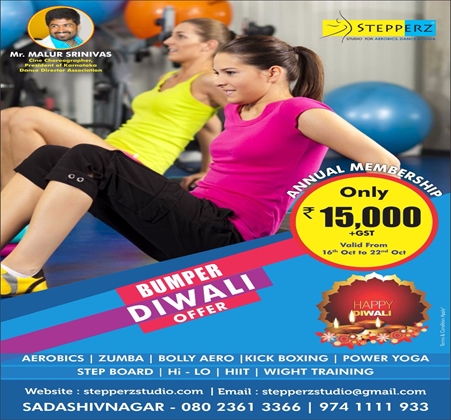 STEPPERZ
STUDIO FOR AEROBICS DANCE & YOGA
Mr. MALUR SRINIVAS
Cine Choreographer,
President of Karnataka
Dance Director Association
ANNUAL MEMBERSHIP
Only
₹ 15,000
+GST
Valid From
16th Oct to 22nd Oct
BUMPER
DIWALI
OFFER
HAPPY
DIWALI
Terms & Condition Apply*
AEROBICS | ZUMBA | BOLLY AERO |KICK BOXING | POWER YOGA
STEP BOARD | Hi - LO | HIIT | WIGHT TRAINING
Website : stepperzstudio.com | Email : stepperzstudio@gmail.com
SADASHIVNAGAR - 080 2361 3366 | 974 1111 933